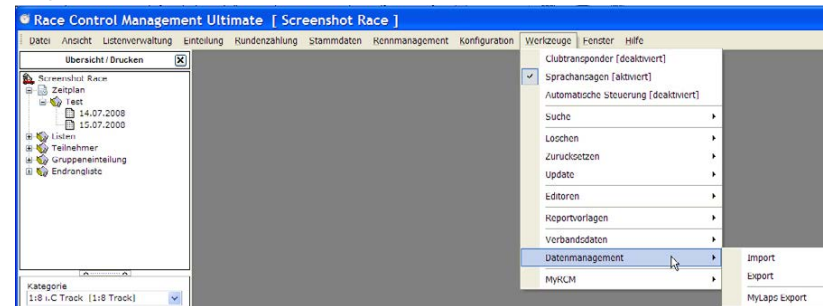 Race Control Management Ultimate [ Screenshot Race ]
Datei Ansicht Listenverwaltung Einteilung Rundenzählung Stammdaten Rennmanagement Konfiguration Werkzeuge Fenster Hilfe
Übersicht / Drucken
Screenshot Race
Zeitplan
Test
14.07.2008
15.07.2008
Listen
Teilnehmer
Gruppeneinteilung
Endrangliste
Kategorie
1:8 I.C Track [1:8 Track]
Clubtransponder [deaktiviert]
Sprachansagen [aktiviert]
Automatische Steuerung [deaktiviert]
Suche
Löschen
Zurücksetzen
Update
Editoren
Reportvorlagen
Verbandsdaten
Datenmanagement
MyRCM
Import
Export
MyLaps Export